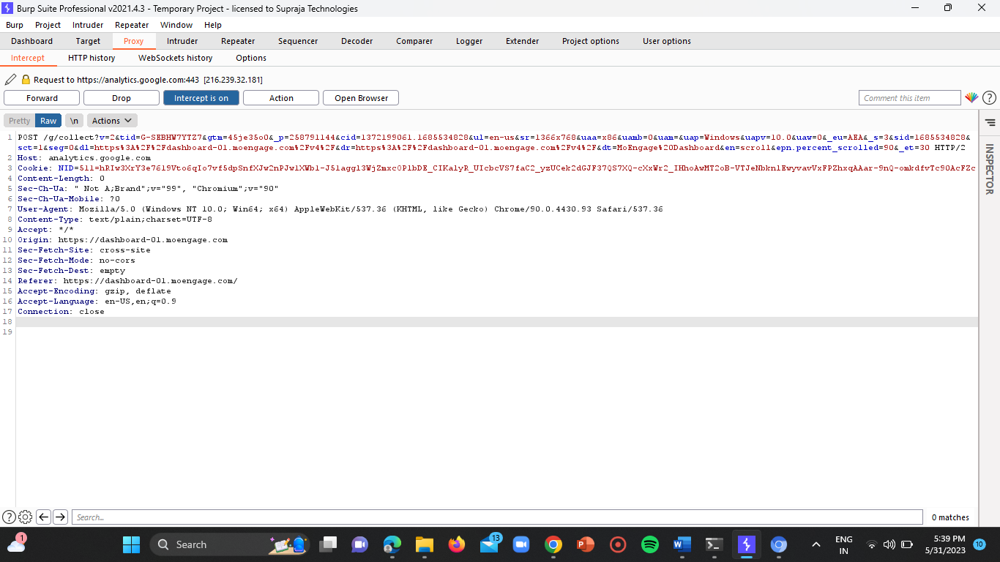 Burp Suite Professional v2021.4.3 - Temporary Project - licensed to Supraja Technologies
Burp Project Intruder Repeater Window Help
Dashboard Target Proxy Intruder Repeater Sequencer Decoder Comparer Logger Extender Project options User options
Intercept HTTP history WebSockets history Options
Request to https://analytics.google.com:443 [216.239.32.181]
Forward Drop Intercept is on Action Open Browser Comment this item
Pretty Raw \n Actions
1 POST /g/collect?v=2&tid=G-SEBHW7YTZ7&gtm=45je35o0&_p=258791144&cid=1372199061.1685534828&ul=en-us&sr=1366x768&uaa=x86&uamb=0&uam=&uap=Windows&uapv=10.0&uaw=0&_eu=AEA&_s=3&sid=1685534828&
sct=1&seg=0&dl=https%3A%2F%2Fdashboard-01.moengage.com%2Fv4%2F&dr=https%3A%2F%2Fdashboard-01.moengage.com%2Fv4%2F&dt=MoEngage%20Dashboard&en=scroll&epn.percent_scrolled=90&_et=30 HTTP/2
2 Host: analytics.google.com
3 Cookie:
4 Content-Length: 0
5 Sec-Ch-Ua: " Not A;Brand";v="99", "Chromium";v="90"
6 Sec-Ch-Ua-Mobile: ?0
7 User-Agent: Mozilla/5.0 (Windows NT 10.0; Win64; x64) AppleWebKit/537.36 (KHTML, like Gecko) Chrome/90.0.4430.93 Safari/537.36
8 Content-Type: text/plain;charset=UTF-8
9 Accept: */*
10 Origin: https://dashboard-01.moengage.com
11 Sec-Fetch-Site: cross-site
12 Sec-Fetch-Mode: no-cors
13 Sec-Fetch-Dest: empty
14 Referer: https://dashboard-01.moengage.com/
15 Accept-Encoding: gzip, deflate
16 Accept-Language: en-US,en;q=0.9
17 Connection: close
18
19
INSPECTOR
Search... 0 matches
1 Search 13 ENG 5:39 PM
IN 5/31/2023 10